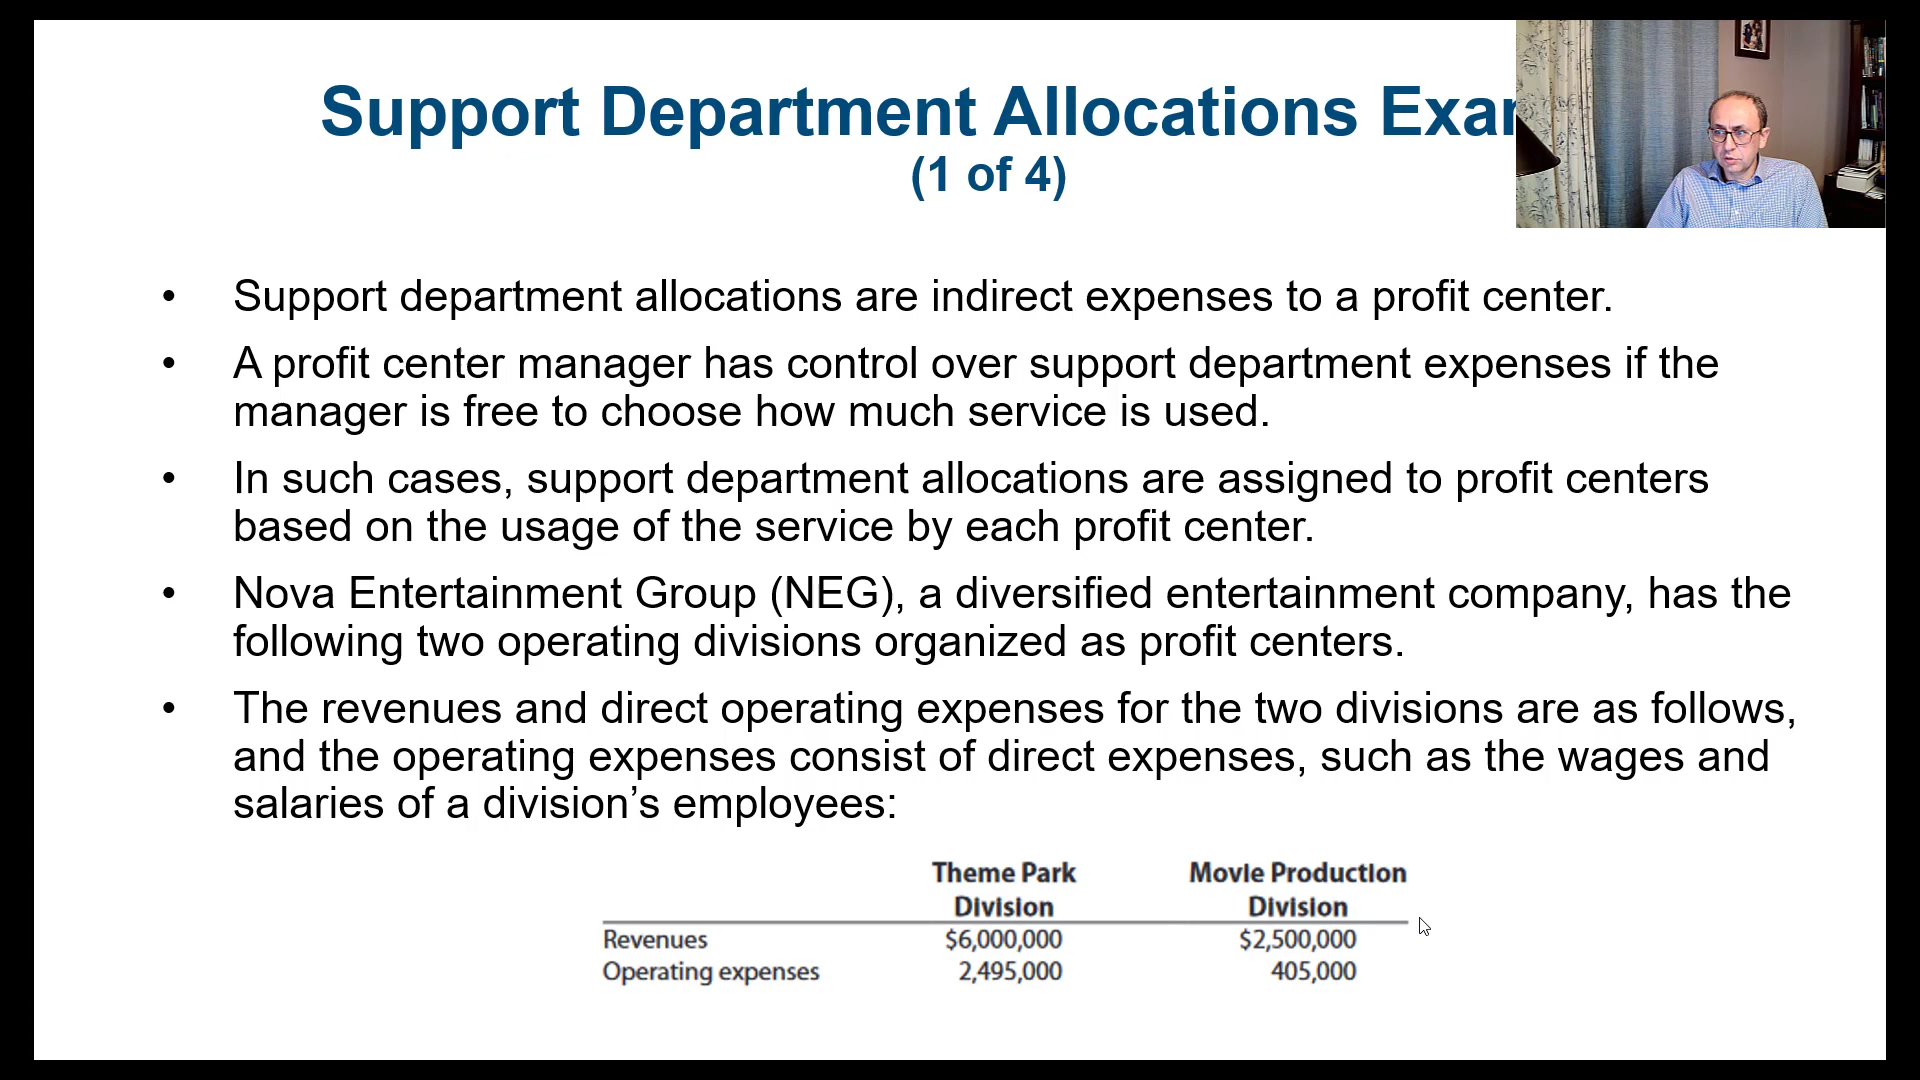 Support Department Allocations Exam
(1 of 4)
• Support department allocations are indirect expenses to a profit center.
• A profit center manager has control over support department expenses if the
manager is free to choose how much service is used.
• In such cases, support department allocations are assigned to profit centers
based on the usage of the service by each profit center.
• Nova Entertainment Group (NEG), a diversified entertainment company, has the
following two operating divisions organized as profit centers.
• The revenues and direct operating expenses for the two divisions are as follows,
and the operating expenses consist of direct expenses, such as the wages and
salaries of a division’s employees:
Theme Park Movie Production
Division Division
Revenues $6,000,000 $2,500,000
Operating expenses 2,495,000 405,000